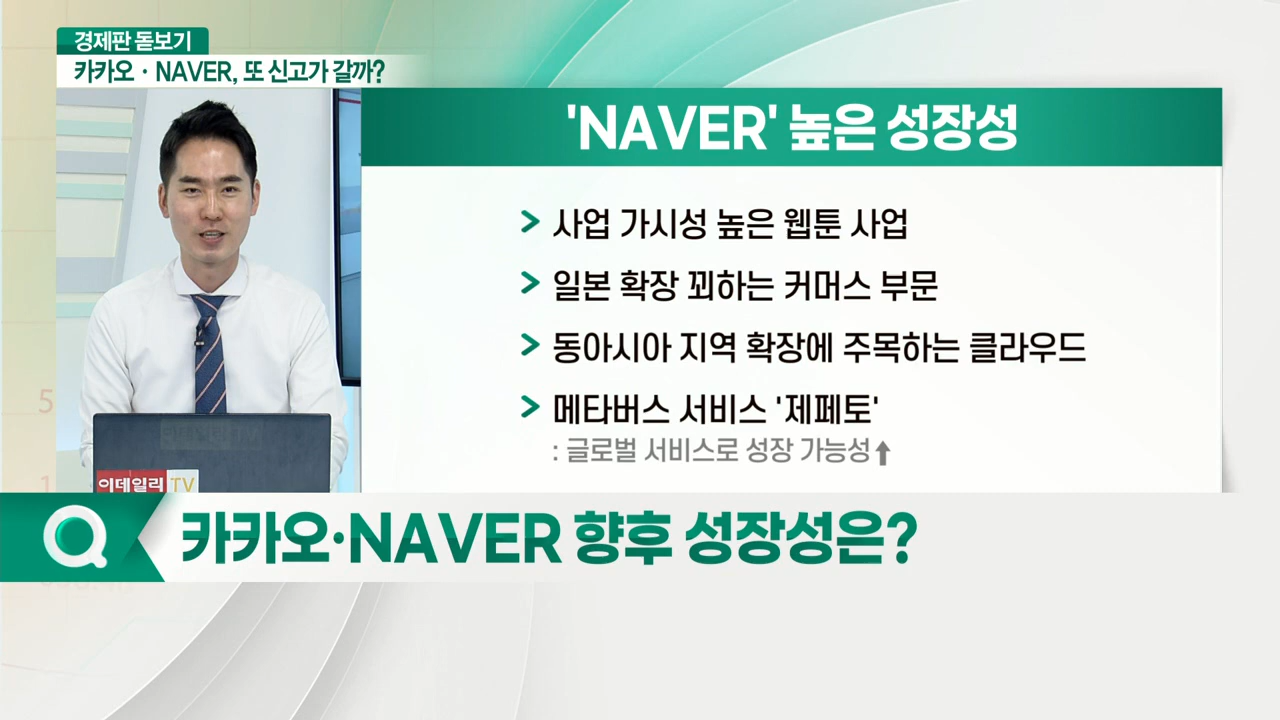 경제판 돋보기
카카오 · NAVER, 또 신고가 갈까?
'NAVER' 높은 성장성
> 사업 가시성 높은 웹툰 사업
> 일본 확장 꾀하는 커머스 부문
> 동아시아 지역 확장에 주목하는 클라우드
> 메타버스 서비스 '제페토'
: 글로벌 서비스로 성장 가능성↑
이데일리 TV
카카오·NAVER 향후 성장성은?